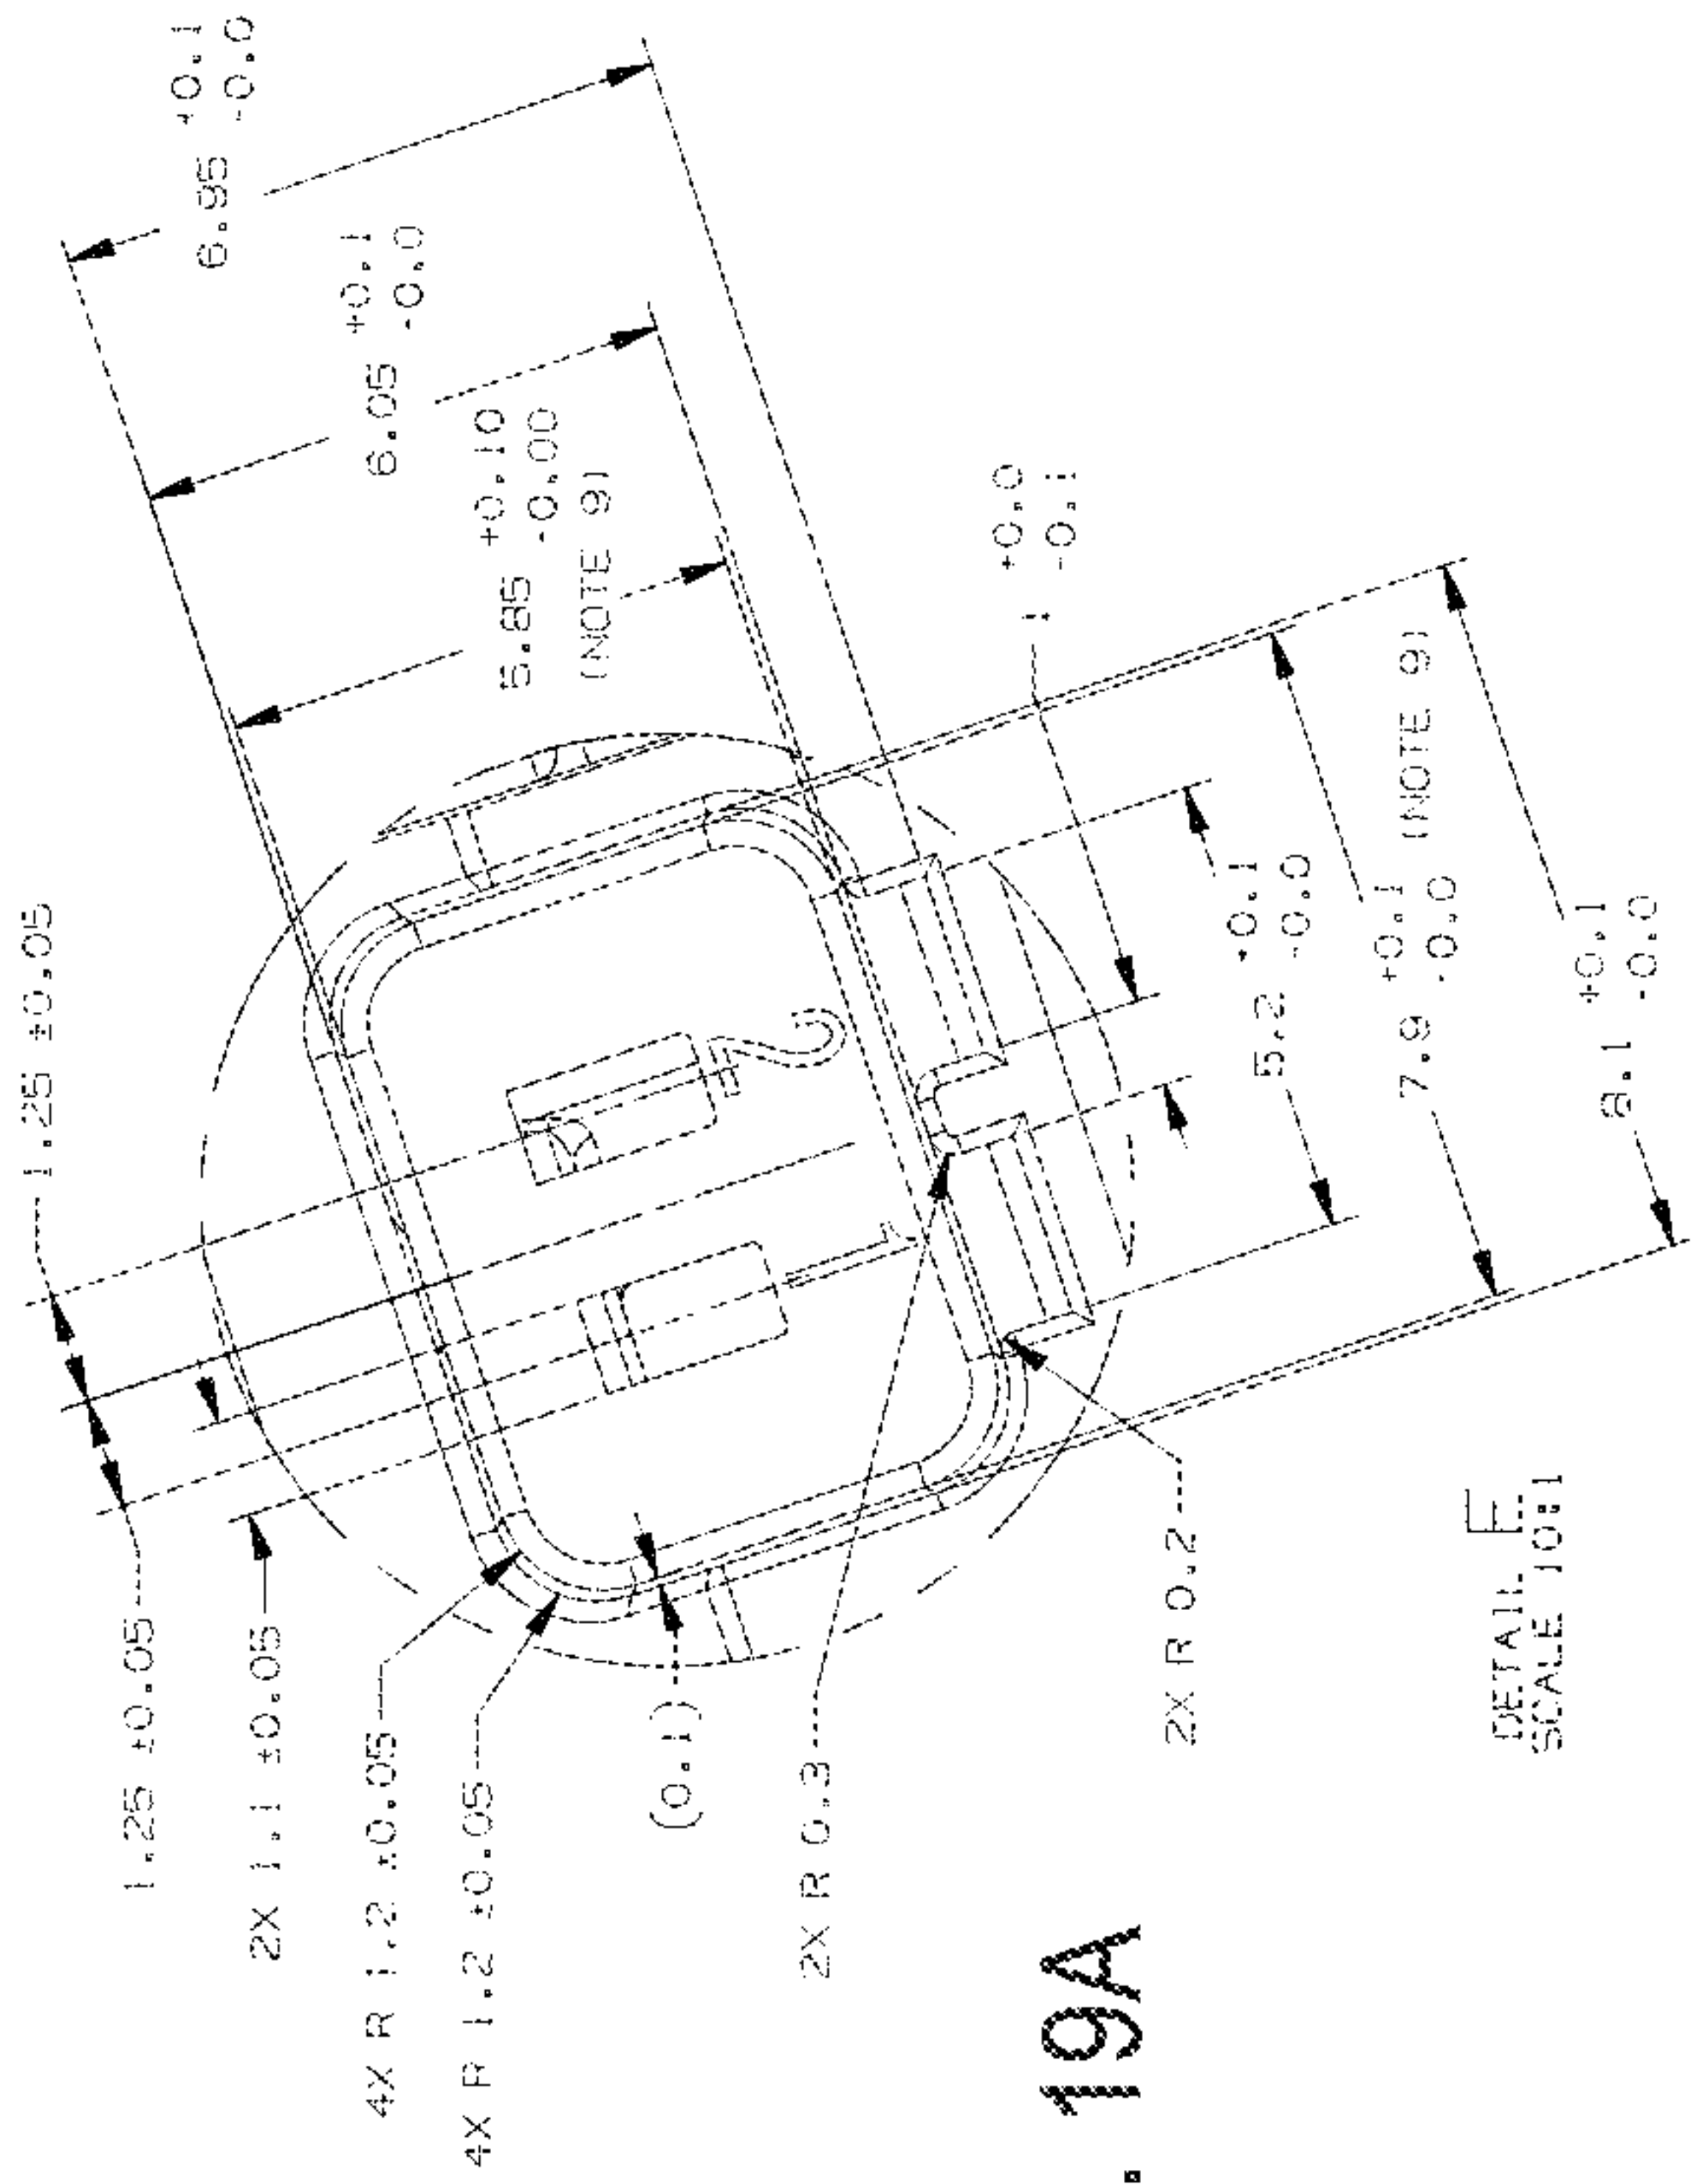 1.25 ±0.05
1.25 ±0.05
+0.1
6.95 -0.0
2X 1.1 ±0.05
+0.1
6.05 -0.0
4X R 1.2 ±0.05
4X R 1.2 ±0.05
+0.10
5.85 -0.00
(NOTE 9)
(0.1)
2X R 0.3
+0.0
1 -0.1
. 19A
2X R 0.2
+0.1
5.2 -0.0
+0.1
7.9 -0.0 (NOTE 9)
DETAIL E
SCALE 10:1
+0.1
8.1 -0.0